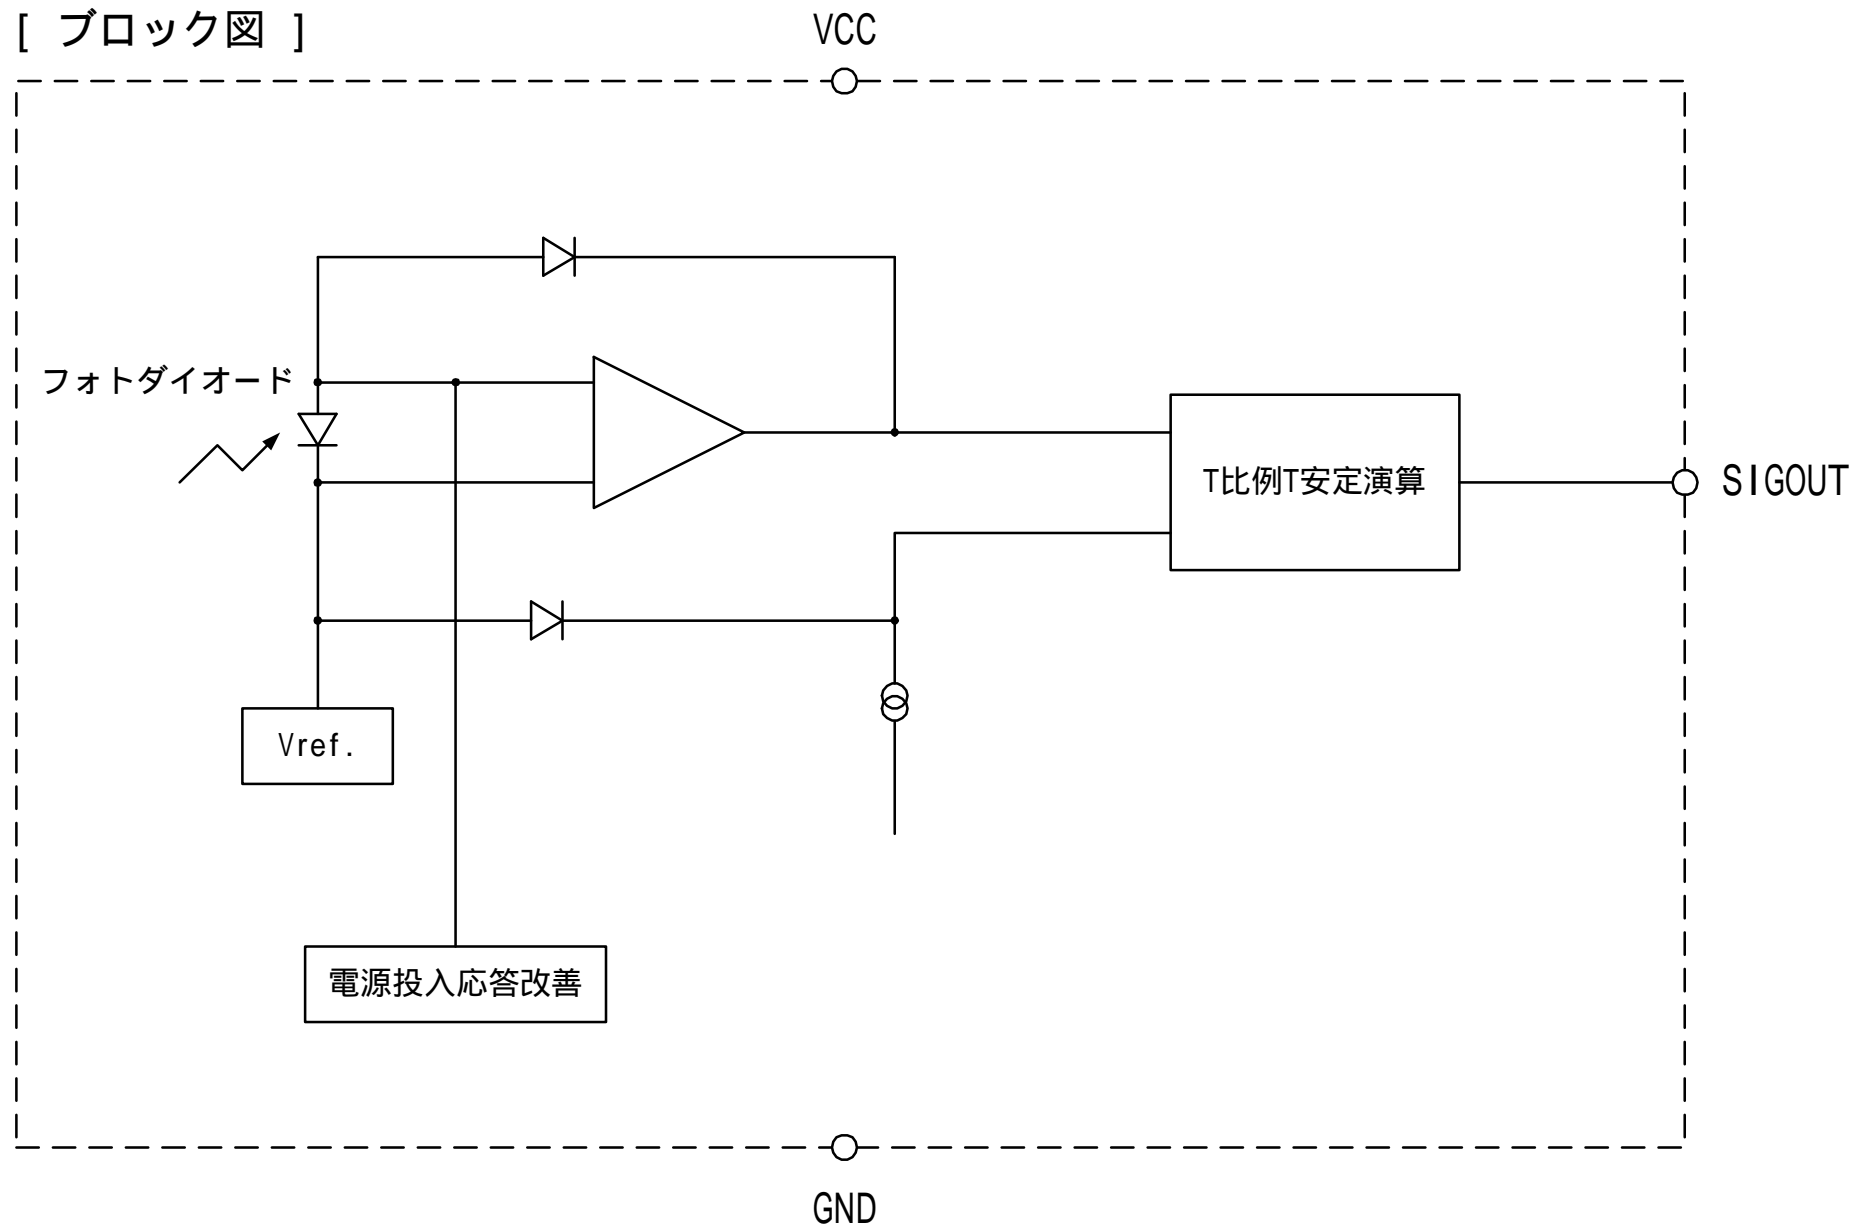 [ ブロック図 ]
VCC
フォトダイオード
T比例T安定演算
SIGOUT
Vref.
電源投入応答改善
GND